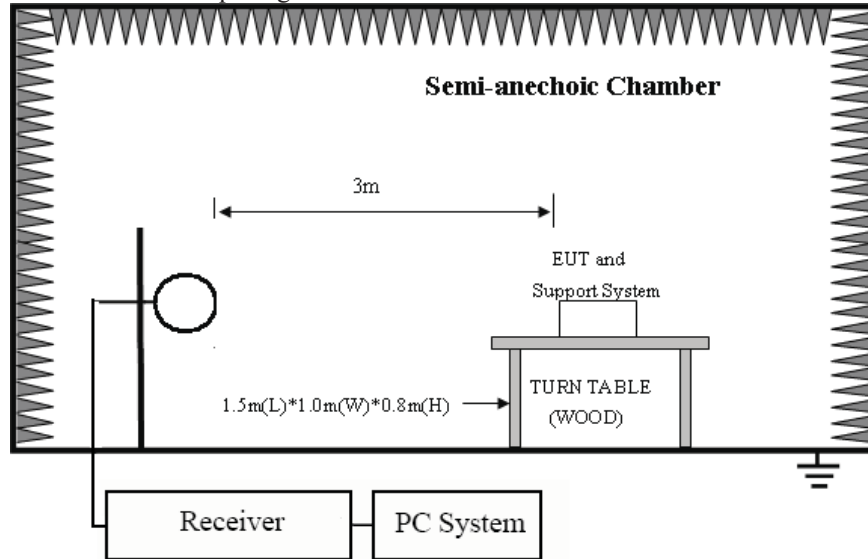 Semi-anechoic Chamber
3m
EUT and
Support System
1.5m(L)*1.0m(W)*0.8m(H)
TURN TABLE
(WOOD)
Receiver
PC System